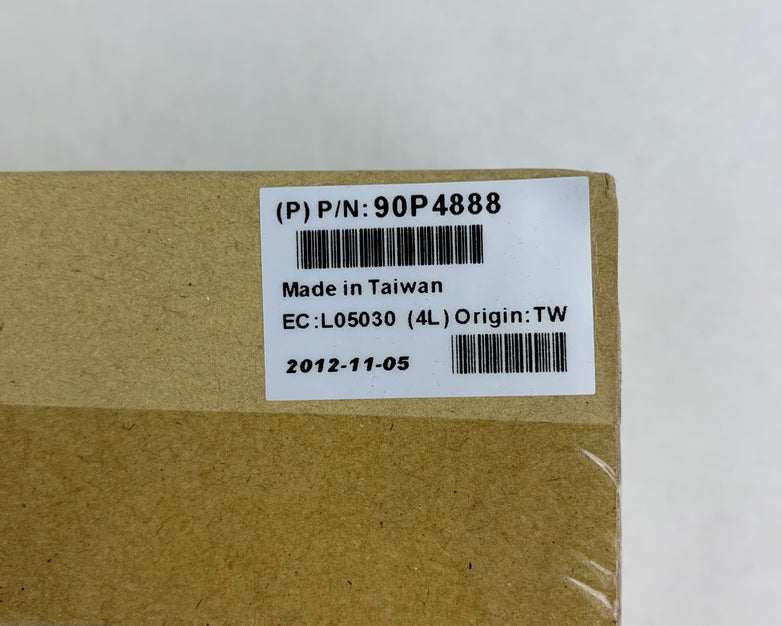 (P) P/N: 90P4888
Made in Taiwan
EC:L05030 (4L) Origin:TW
2012-11-05